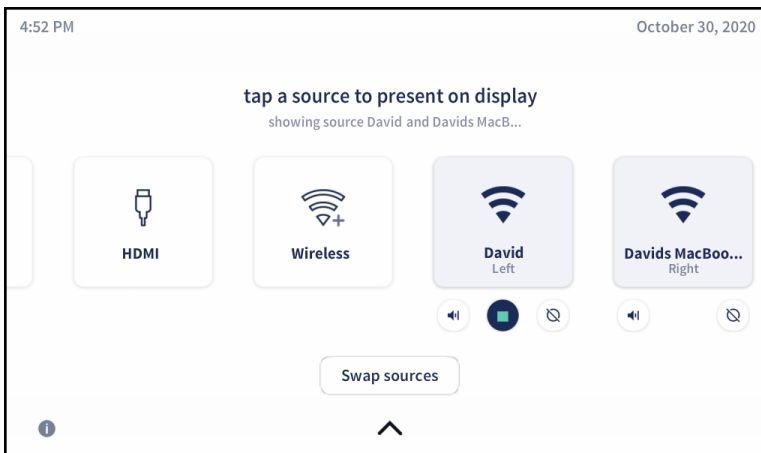 4:52 PM
October 30, 2020
tap a source to present on display
showing source David and Davids MacB...
HDMI
Wireless
David
Left
Davids MacBoo...
Right
Swap sources
i